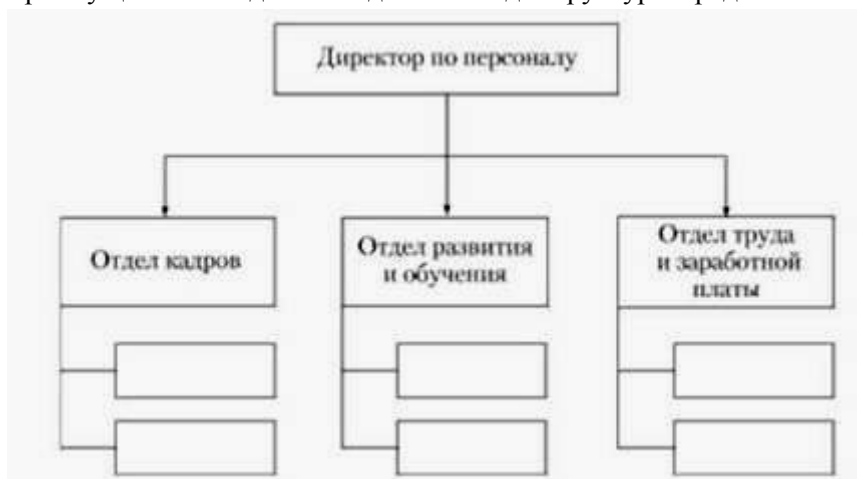 Директор по персоналу
Отдел кадров
Отдел развития
и обучения
Отдел труда
и заработной
платы